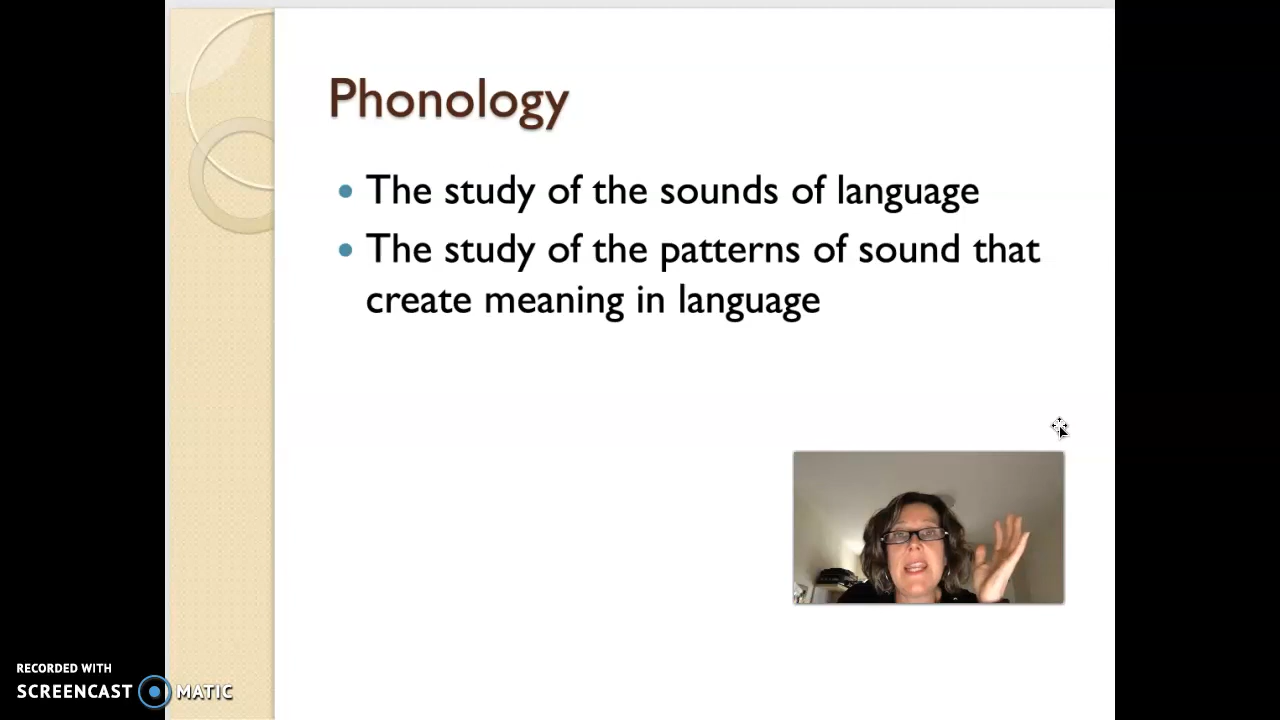 Phonology
The study of the sounds of language
The study of the patterns of sound that
create meaning in language
RECORDED WITH
SCREENCAST MATIC